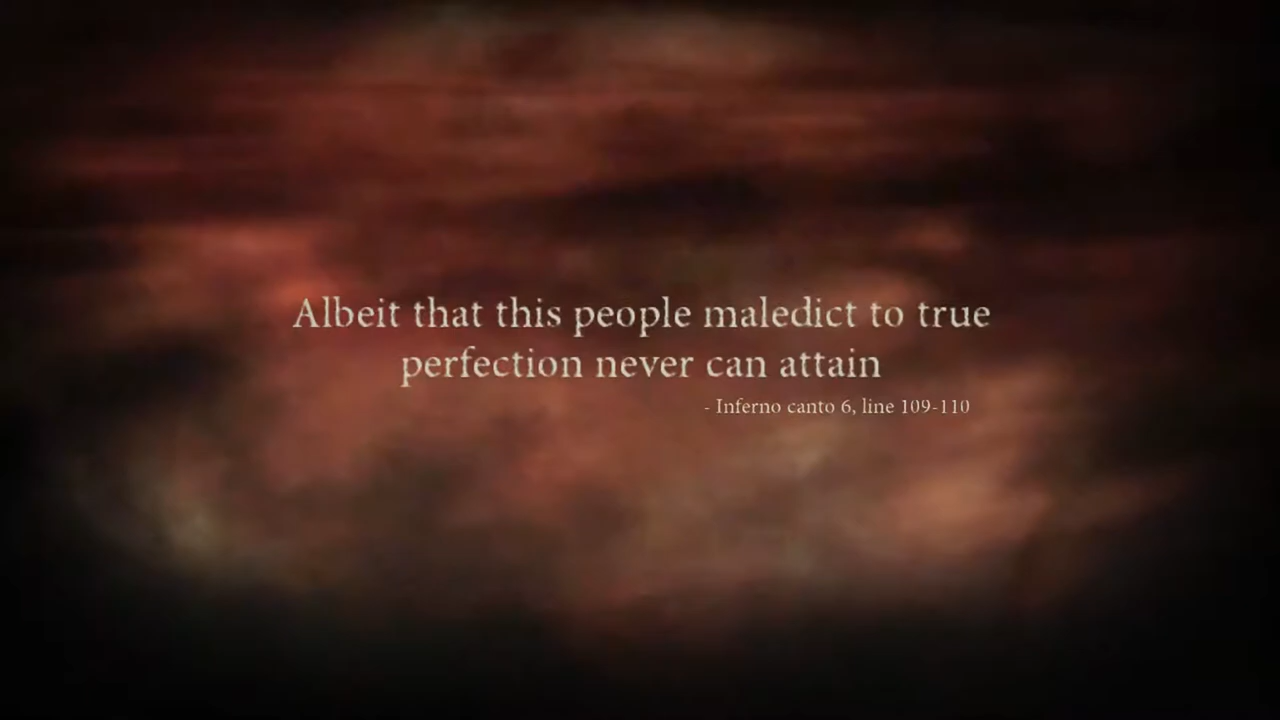 Albeit that this people maledict to true
perfection never can attain
- Inferno canto 6, line 109-110